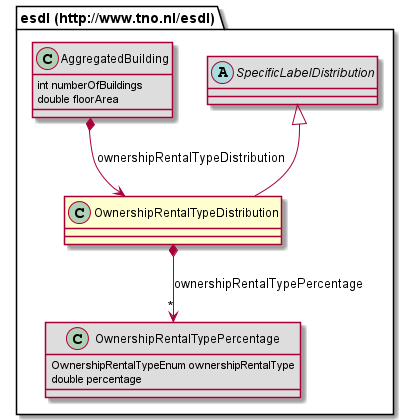 esdl (http://www.tno.nl/esdl)
C AggregatedBuilding
int numberOfBuildings
double floorArea
A SpecificLabelDistribution
ownershipRentalTypeDistribution
C OwnershipRentalTypeDistribution
ownershipRentalTypePercentage
*
C OwnershipRentalTypePercentage
OwnershipRentalTypeEnum ownershipRentalType
double percentage